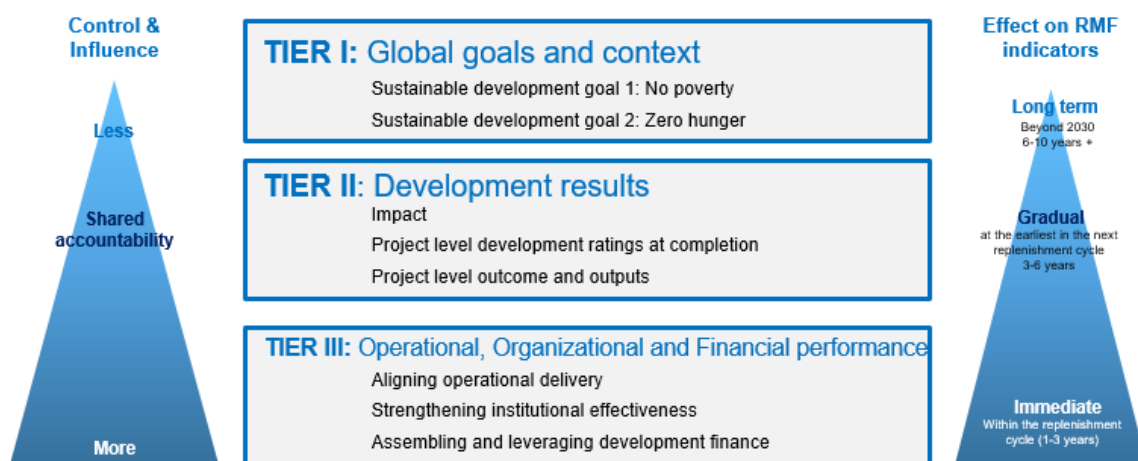 Control &
Influence
Less
Shared
accountability
More
TIER I: Global goals and context
Sustainable development goal 1: No poverty
Sustainable development goal 2: Zero hunger
TIER II: Development results
Impact
Project level development ratings at completion
Project level outcome and outputs
TIER III: Operational, Organizational and Financial performance
Aligning operational delivery
Strengthening institutional effectiveness
Assembling and leveraging development finance
Effect on RMF
indicators
Long term
Beyond 2030
6-10 years +
Gradual
at the earliest in the next
replenishment cycle
3-6 years
Immediate
Within the replenishment
cycle (1-3 years)